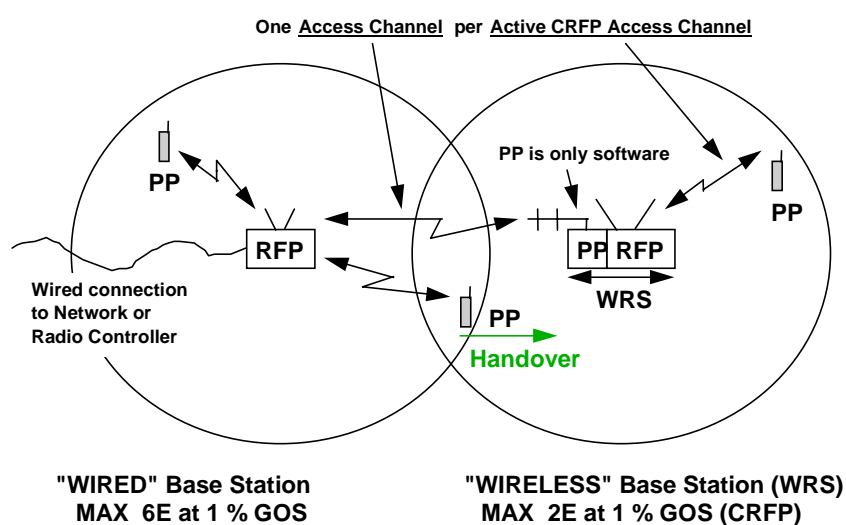 One Access Channel per Active CRFP Access Channel
PP is only software
PP
PP
RFP
PP RFP
WRS
Wired connection
to Network or
Radio Controller
PP
Handover
"WIRED" Base Station
MAX 6E at 1 % GOS
"WIRELESS" Base Station (WRS)
MAX 2E at 1 % GOS (CRFP)